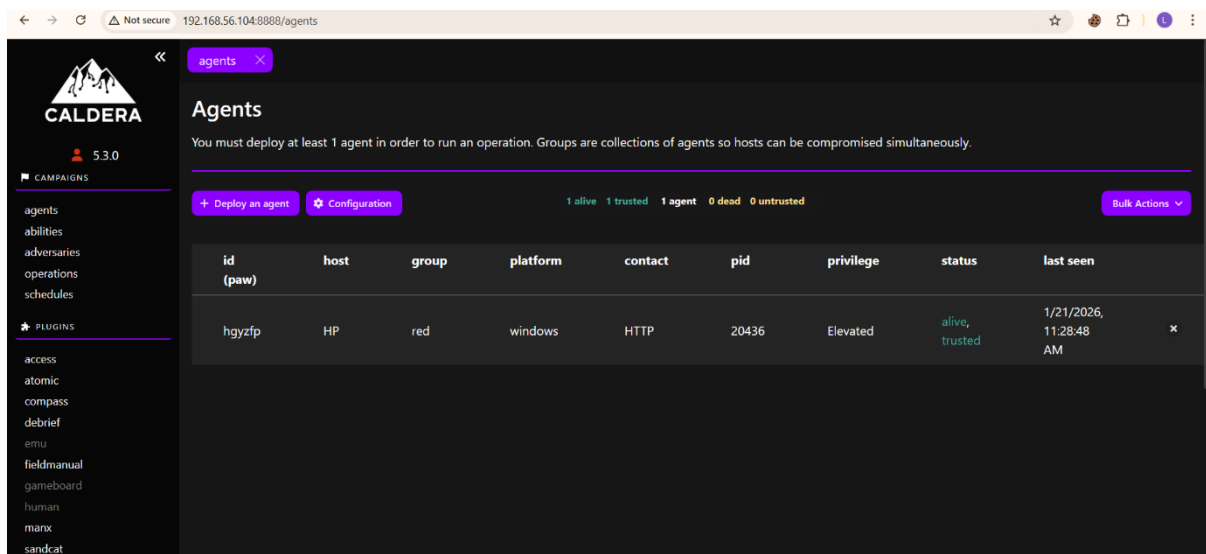 Not secure 192.168.56.104:8888/agents
L
agents
CALDERA
5.3.0
CAMPAIGNS
agents
abilities
adversaries
operations
schedules
PLUGINS
access
atomic
compass
debrief
emu
fieldmanual
gameboard
human
manx
sandcat
Agents
You must deploy at least 1 agent in order to run an operation. Groups are collections of agents so hosts can be compromised simultaneously.
+ Deploy an agent Configuration 1 alive 1 trusted 1 agent 0 dead 0 untrusted Bulk Actions
id (paw) host group platform contact pid privilege status last seen
hgyzfp HP red windows HTTP 20436 Elevated alive, trusted 1/21/2026, 11:28:48 AM